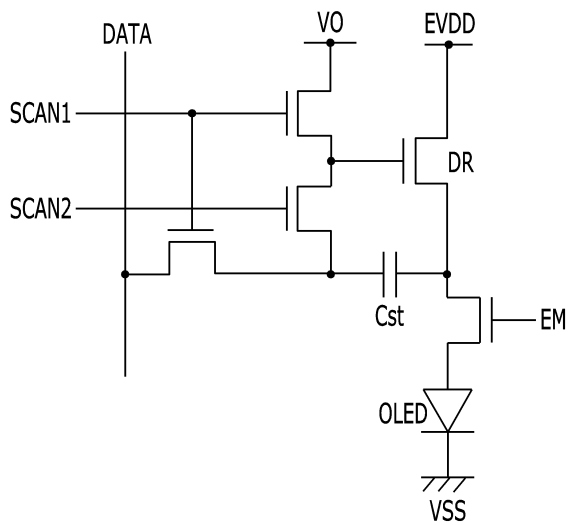 VO
EVDD
DATA
SCAN1
DR
SCAN2
Cst
EM
OLED
VSS